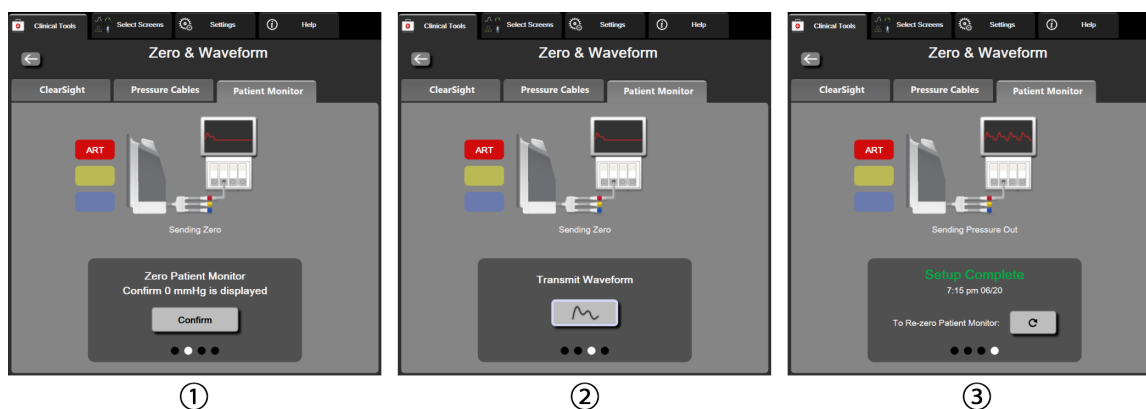 Clinical Tools Select Screens Settings Help
Zero & Waveform
ClearSight Pressure Cables Patient Monitor
ART
Sending Zero
Zero Patient Monitor
Confirm 0 mmHg is displayed
Confirm
①
Clinical Tools Select Screens Settings Help
Zero & Waveform
ClearSight Pressure Cables Patient Monitor
ART
Sending Zero
Transmit Waveform
②
Clinical Tools Select Screens Settings Help
Zero & Waveform
ClearSight Pressure Cables Patient Monitor
ART
Sending Pressure Out
Setup Complete
7:15 pm 06/20
To Re-zero Patient Monitor:
③